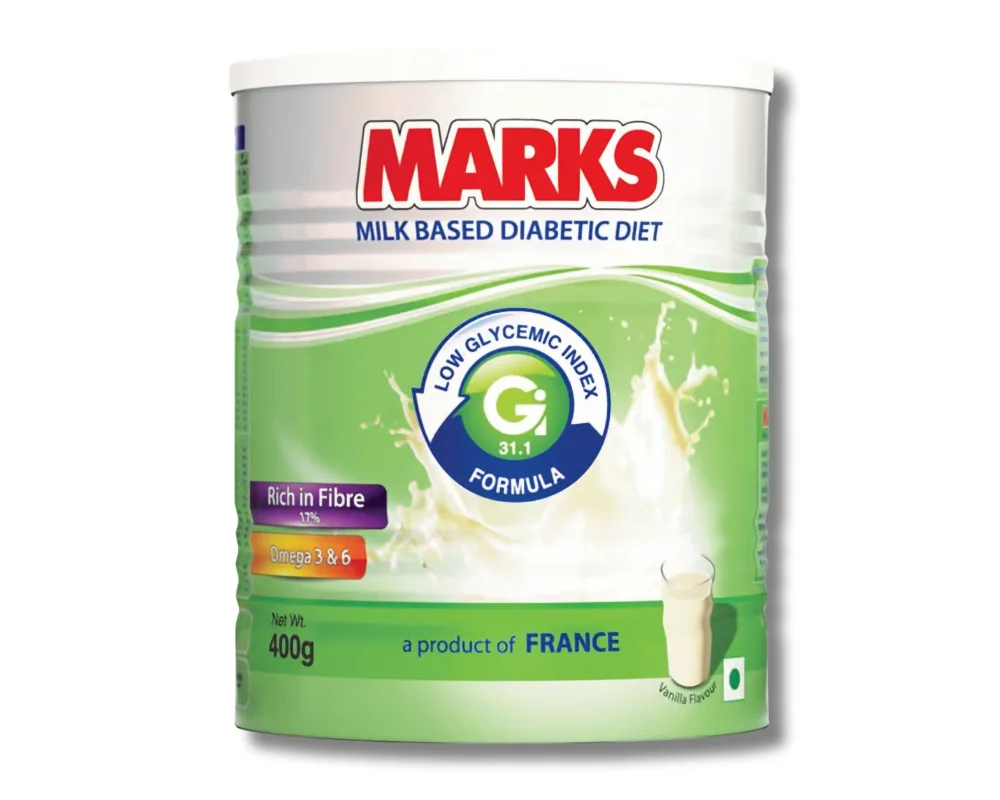 MARKS
MILK BASED DIABETIC DIET
LOW GLYCEMIC INDEX
Gi
31.1
FORMULA
Rich in Fibre
17%
Omega 3 & 6
Net Wt.
400g
a product of FRANCE
Vanilla Flavour